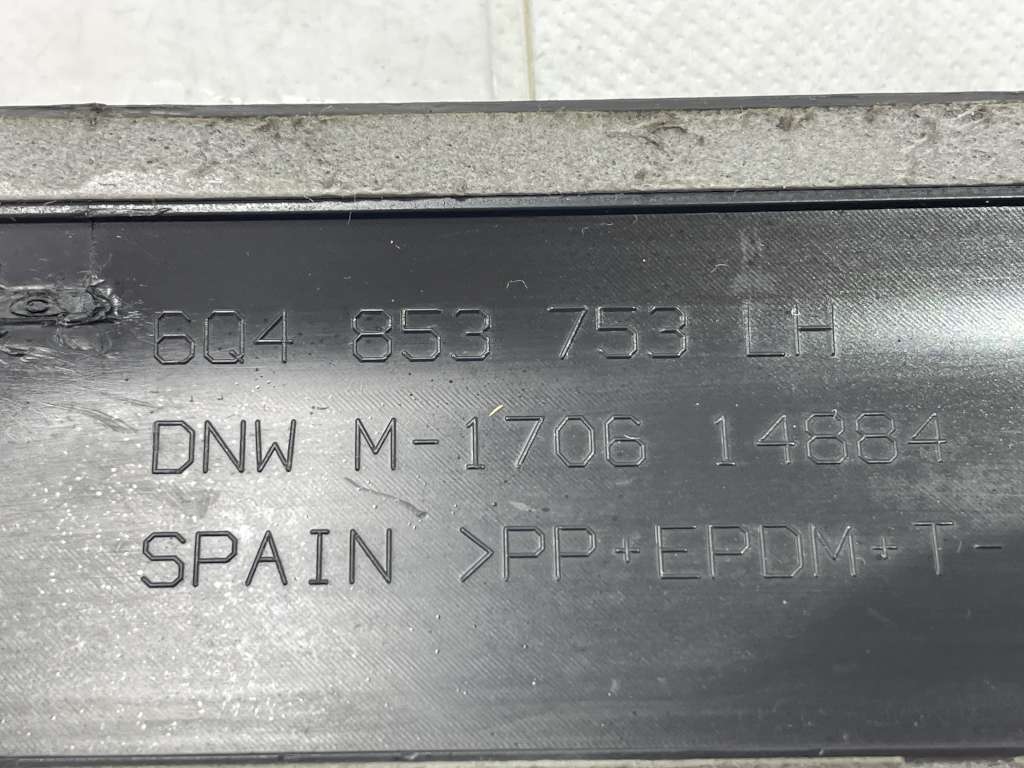 6Q4 853 753 LH
DNW M-1706 14884
SPAIN >PP+EPDM+T-